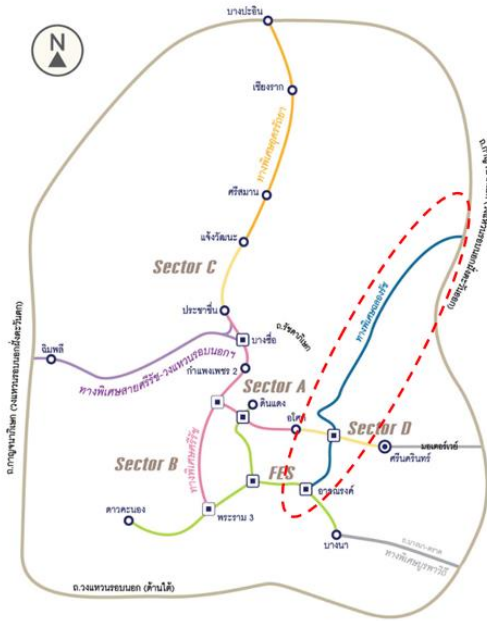 บางปะอิน
N
เชียงราก
ทางพิเศษอุดรรัถยา
ศรีสมาน
แจ้งวัฒนะ
Sector C
ทางพิเศษฉลองรัช
ประชาชื่น
ถ.รัชดาภิเษก
บางซื่อ
ฉิมพลี
ทางพิเศษสายศรีรัช-วงแหวนรอบนอกฯ
กำแพงเพชร 2
ถ.กาญจนาภิเษก (วงแหวนรอบนอกฝั่งตะวันตก)
Sector A
ดินแดง
Sector D
มอเตอร์เวย์
ศรีนครินทร์
Sector B
ทางพิเศษศรีรัช
FES
อาจณรงค์
ดาวคะนอง
พระราม 3
บางนา
ถ.บางนา-ตราด
ทางพิเศษบูรพาวิถี
ถ.วงแหวนรอบนอก (ด้านใต้)